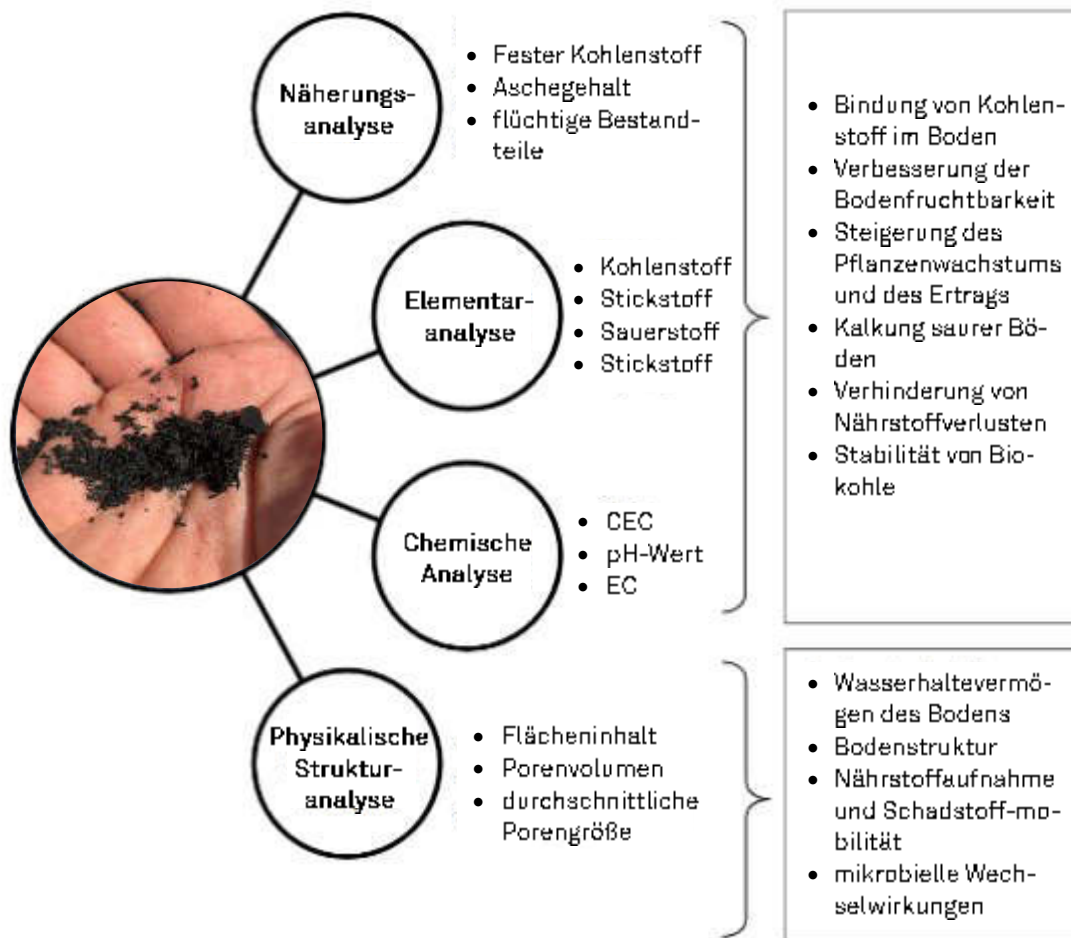 Näherungs-
analyse
• Fester Kohlenstoff
• Aschegehalt
• flüchtige Bestand-
teile
Elementar-
analyse
• Kohlenstoff
• Stickstoff
• Sauerstoff
• Stickstoff
Chemische
Analyse
• CEC
• pH-Wert
• EC
• Bindung von Kohlen-
stoff im Boden
• Verbesserung der
Bodenfruchtbarkeit
• Steigerung des
Pflanzenwachstums
und des Ertrags
• Kalkung saurer Bö-
den
• Verhinderung von
Nährstoffverlusten
• Stabilität von Bio-
kohle
Physikalische
Struktur-
analyse
• Flächeninhalt
• Porenvolumen
• durchschnittliche
Porengröße
• Wasserhaltevermö-
gen des Bodens
• Bodenstruktur
• Nährstoffaufnahme
und Schadstoff-mo-
bilität
• mikrobielle Wech-
selwirkungen